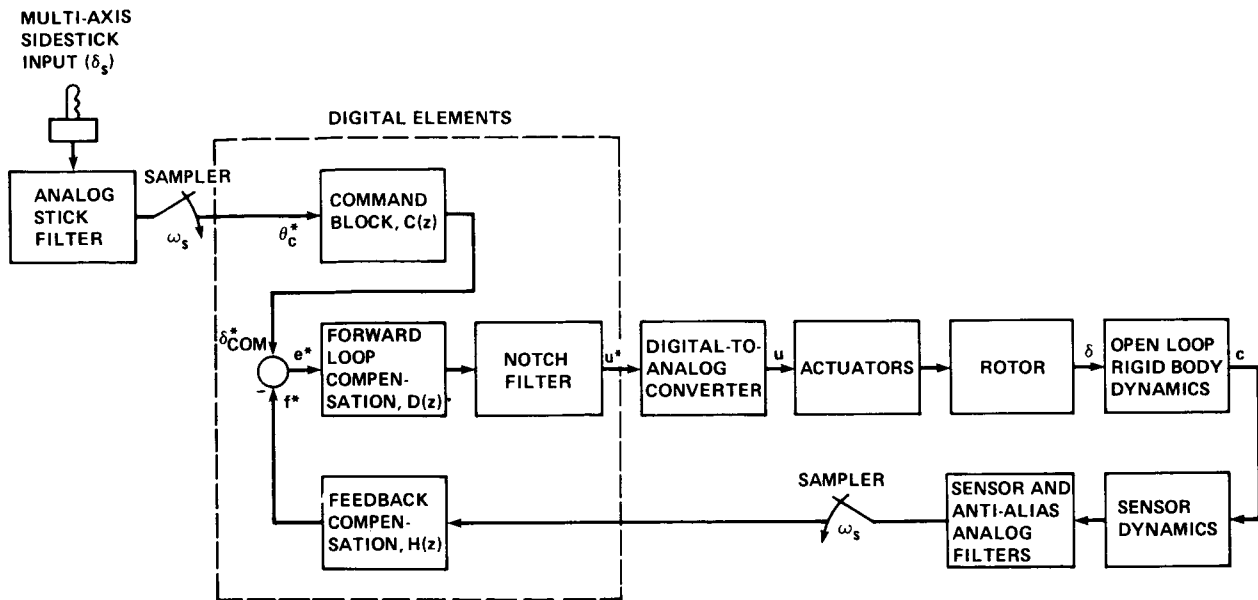 MULTI-AXIS
SIDESTICK
INPUT (δs)
DIGITAL ELEMENTS
ANALOG
STICK
FILTER
SAMPLER
ωs
θ*c
COMMAND
BLOCK, C(z)
δ*COM
e*
-
f*
FORWARD
LOOP
COMPEN-
SATION, D(z)
NOTCH
FILTER
u*
DIGITAL-TO-
ANALOG
CONVERTER
u
ACTUATORS
ROTOR
δ
OPEN LOOP
RIGID BODY
DYNAMICS
c
FEEDBACK
COMPEN-
SATION, H(z)
SAMPLER
ωs
SENSOR AND
ANTI-ALIAS
ANALOG
FILTERS
SENSOR
DYNAMICS